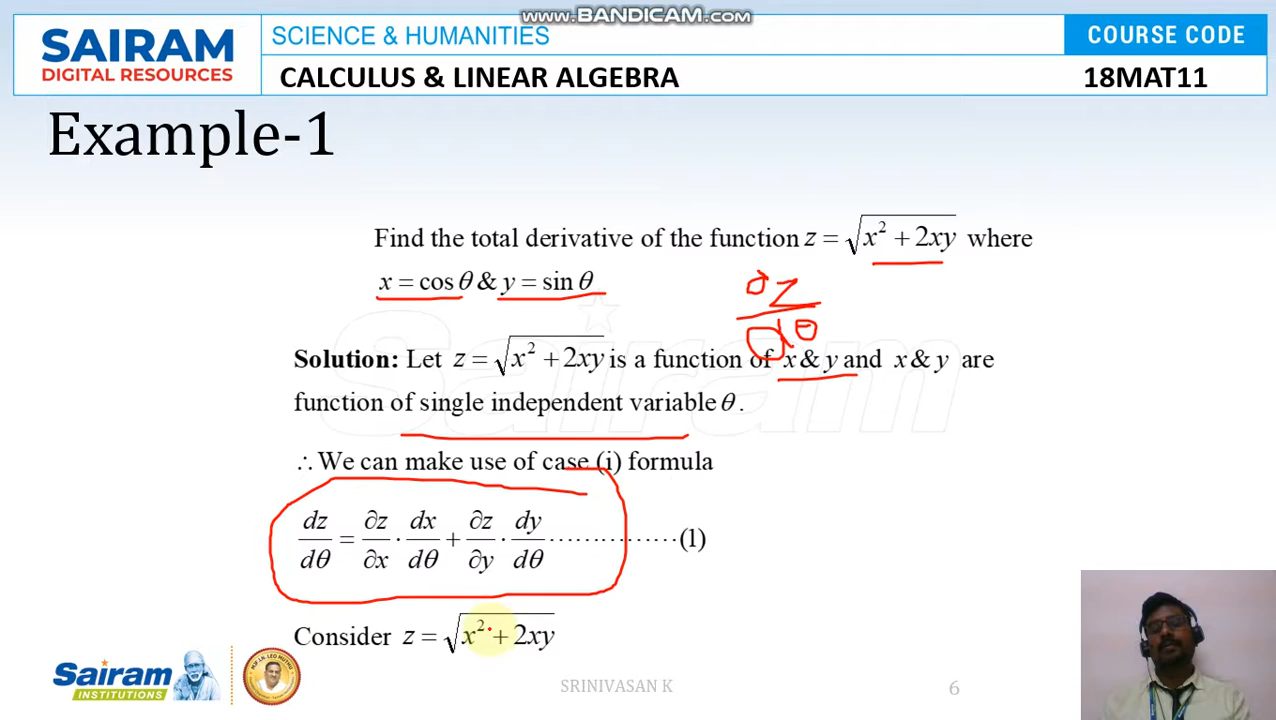 www.BANDICAM.com
SAIRAM
DIGITAL RESOURCES
SCIENCE & HUMANITIES
COURSE CODE
CALCULUS & LINEAR ALGEBRA
18MAT11
Example-1
Find the total derivative of the function z = √(x² + 2xy) where
x = cos θ & y = sin θ
∂z/dθ
Solution: Let z = √(x² + 2xy) is a function of x & y and x & y are
function of single independent variable θ .
∴ We can make use of case (i) formula
dz/dθ = ∂z/∂x · dx/dθ + ∂z/∂y · dy/dθ ................(1)
Consider z = √(x² + 2xy)
Sairam
INSTITUTIONS
SRINIVASAN K
6